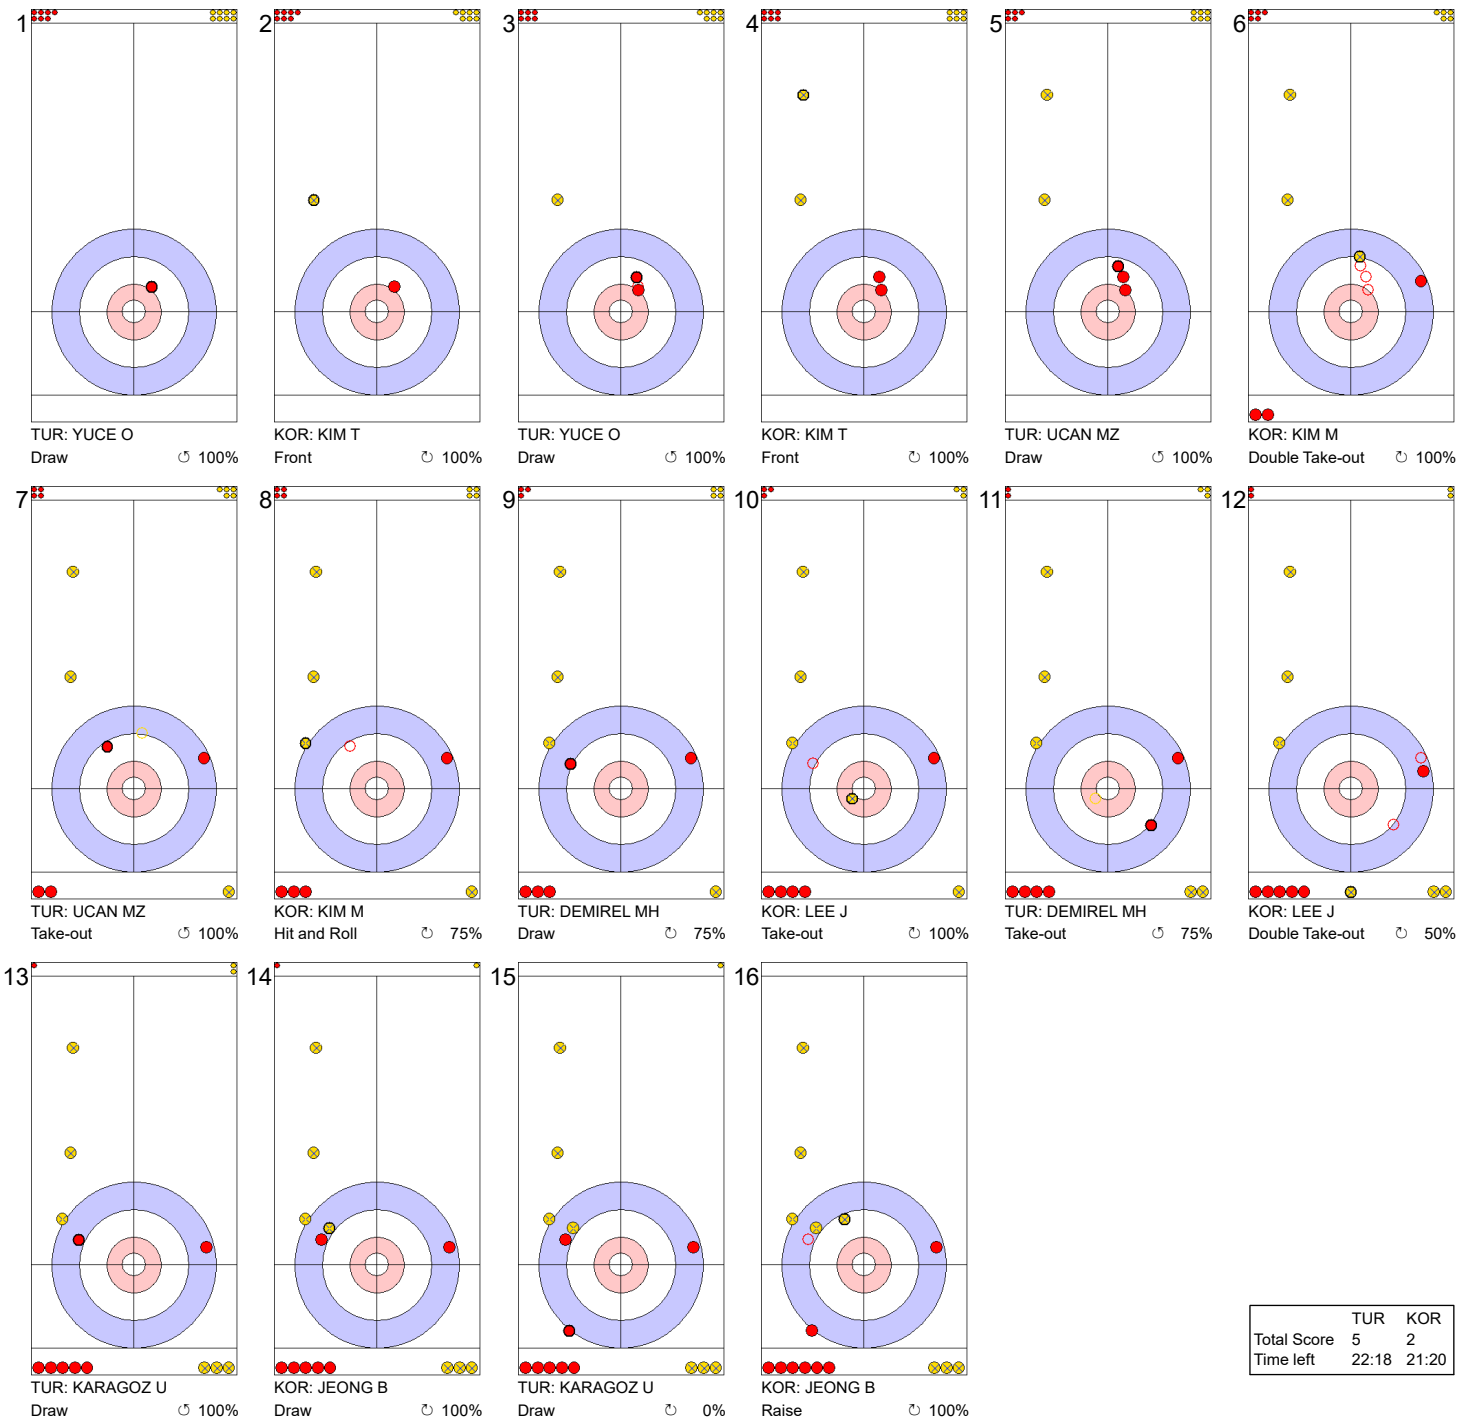 1
2
3
4
5
6
TUR: YUCE O
Draw ↺ 100%
KOR: KIM T
Front ↻ 100%
TUR: YUCE O
Draw ↺ 100%
KOR: KIM T
Front ↻ 100%
TUR: UCAN MZ
Draw ↺ 100%
KOR: KIM M
Double Take-out ↻ 100%
7
8
9
10
11
12
TUR: UCAN MZ
Take-out ↺ 100%
KOR: KIM M
Hit and Roll ↻ 75%
TUR: DEMIREL MH
Draw ↻ 75%
KOR: LEE J
Take-out ↻ 100%
TUR: DEMIREL MH
Take-out ↺ 75%
KOR: LEE J
Double Take-out ↻ 50%
13
14
15
16
TUR: KARAGOZ U
Draw ↻ 100%
KOR: JEONG B
Draw ↻ 100%
TUR: KARAGOZ U
Draw ↻ 0%
KOR: JEONG B
Raise ↻ 100%
TUR KOR
Total Score 5 2
Time left 22:18 21:20